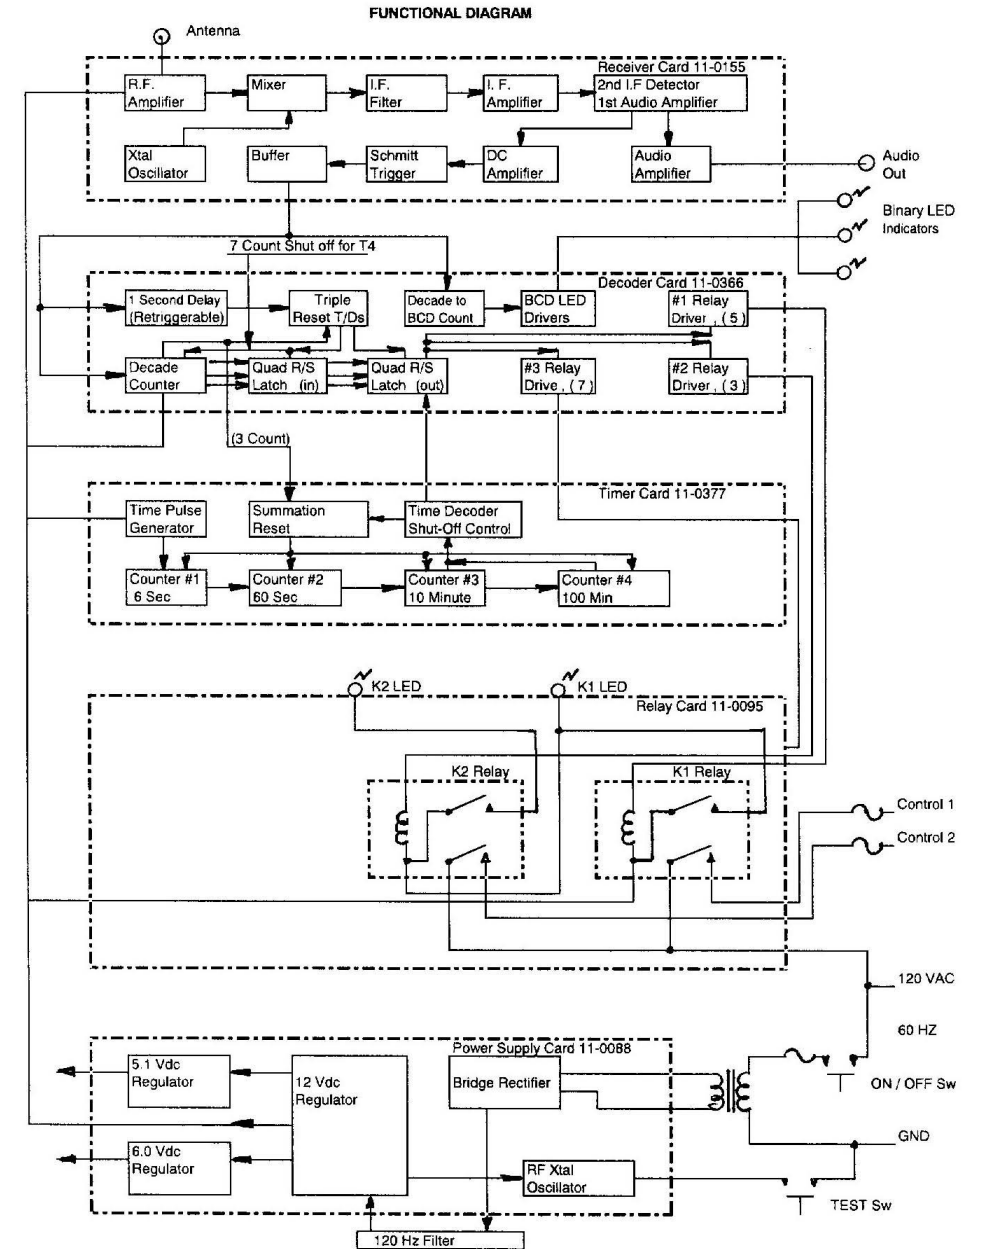 FUNCTIONAL DIAGRAM
Antenna
Receiver Card 11-0155
R.F.
Amplifier
Mixer
I.F.
Filter
I. F.
Amplifier
2nd I.F Detector
1st Audio Amplifier
Xtal
Osciliator
Buffer
Schmitt
Trigger
DC
Amplifier
Audio
Amplifier
Audio
Out
Binary LED
Indicators
7 Count Shut off for T4
Decoder Card 11-0366
1 Second Delay
(Retriggerable)
Triple
Reset T/Ds
Decade to
BCD Count
BCD LED
Drivers
#1 Relay
Driver , ( 5 )
Decade
Counter
Quad R/S
Latch (in)
Quad R/S
Latch (out)
#3 Relay
Drive , ( 7 )
#2 Relay
Driver , ( 3 )
(3 Count)
Timer Card 11-0377
Time Pulse
Generator
Summation
Reset
Time Decoder
Shut-Off Control
Counter #1
6 Sec
Counter #2
60 Sec
Counter #3
10 Minute
Counter #4
100 Min
K2 LED
K1 LED
Relay Card 11-0095
K2 Relay
K1 Relay
Control 1
Control 2
120 VAC
60 HZ
Power Supply Card 11-0088
5.1 Vdc
Regulator
12 Vdc
Regulator
Bridge Rectifier
ON / OFF Sw
GND
6.0 Vdc
Regulator
RF Xtal
Oscillator
TEST Sw
120 Hz Filter